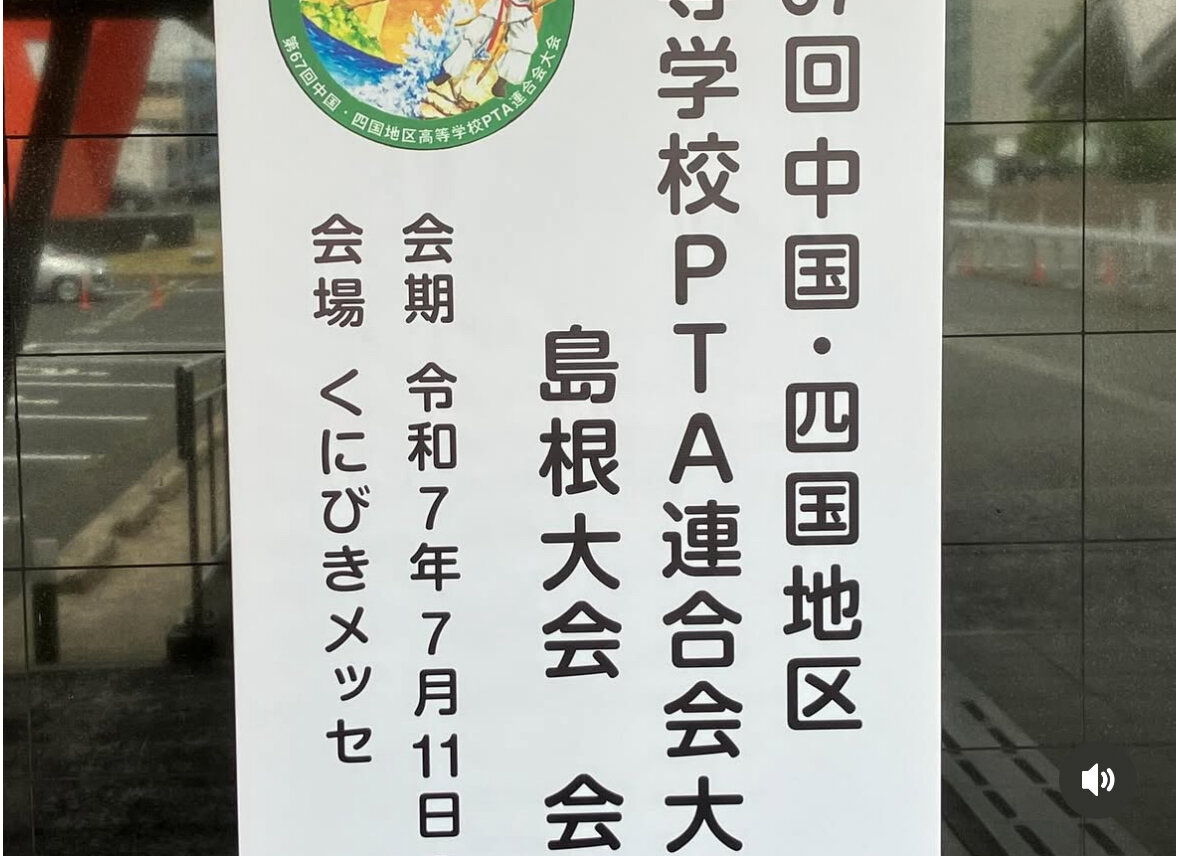 第67回中国・四国地区高等学校PTA連合会大会
回中国・四国地区
等学校PTA連合会大
島根大会 会
会期 令和7年7月11日
会場 くにびきメッセ